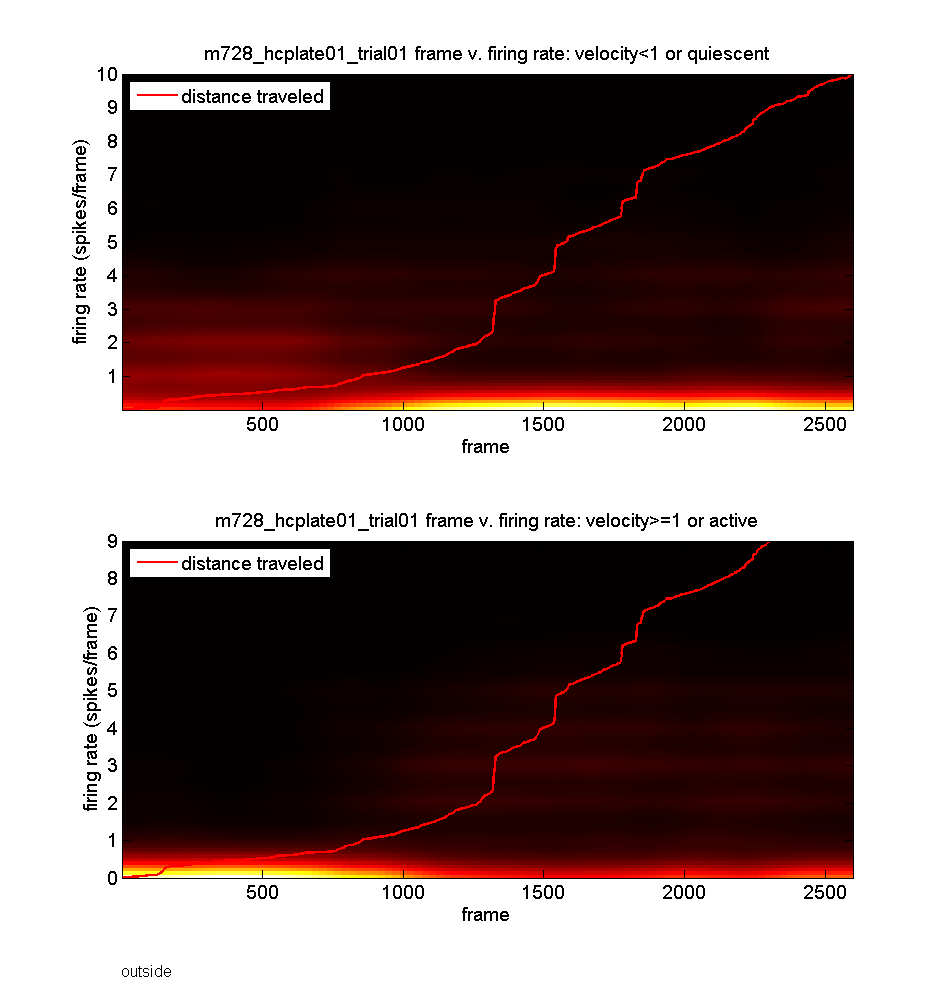 m728_hcplate01_trial01 frame v. firing rate: velocity<1 or quiescent
distance traveled
firing rate (spikes/frame)
10
9
8
7
6
5
4
3
2
1
500 1000 1500 2000 2500
frame
m728_hcplate01_trial01 frame v. firing rate: velocity>=1 or active
distance traveled
firing rate (spikes/frame)
9
8
7
6
5
4
3
2
1
0
500 1000 1500 2000 2500
frame
outside